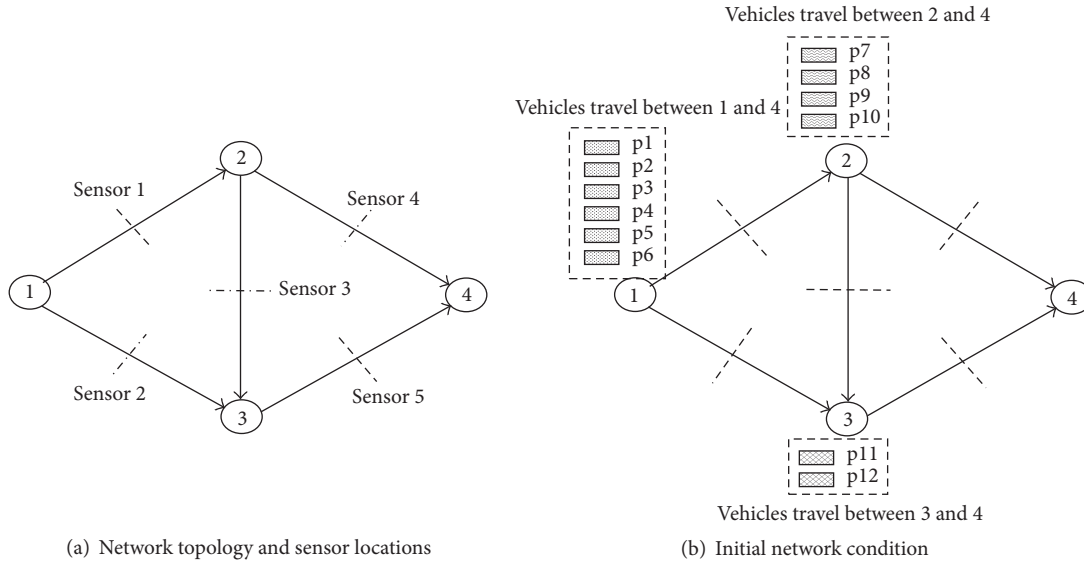 Vehicles travel between 2 and 4
p7
p8
p9
p10
Vehicles travel between 1 and 4
p1
p2
p3
p4
p5
p6
2
Sensor 1
Sensor 4
1
Sensor 3
4
Sensor 2
Sensor 5
3
2
1
4
3
p11
p12
Vehicles travel between 3 and 4
(a) Network topology and sensor locations
(b) Initial network condition